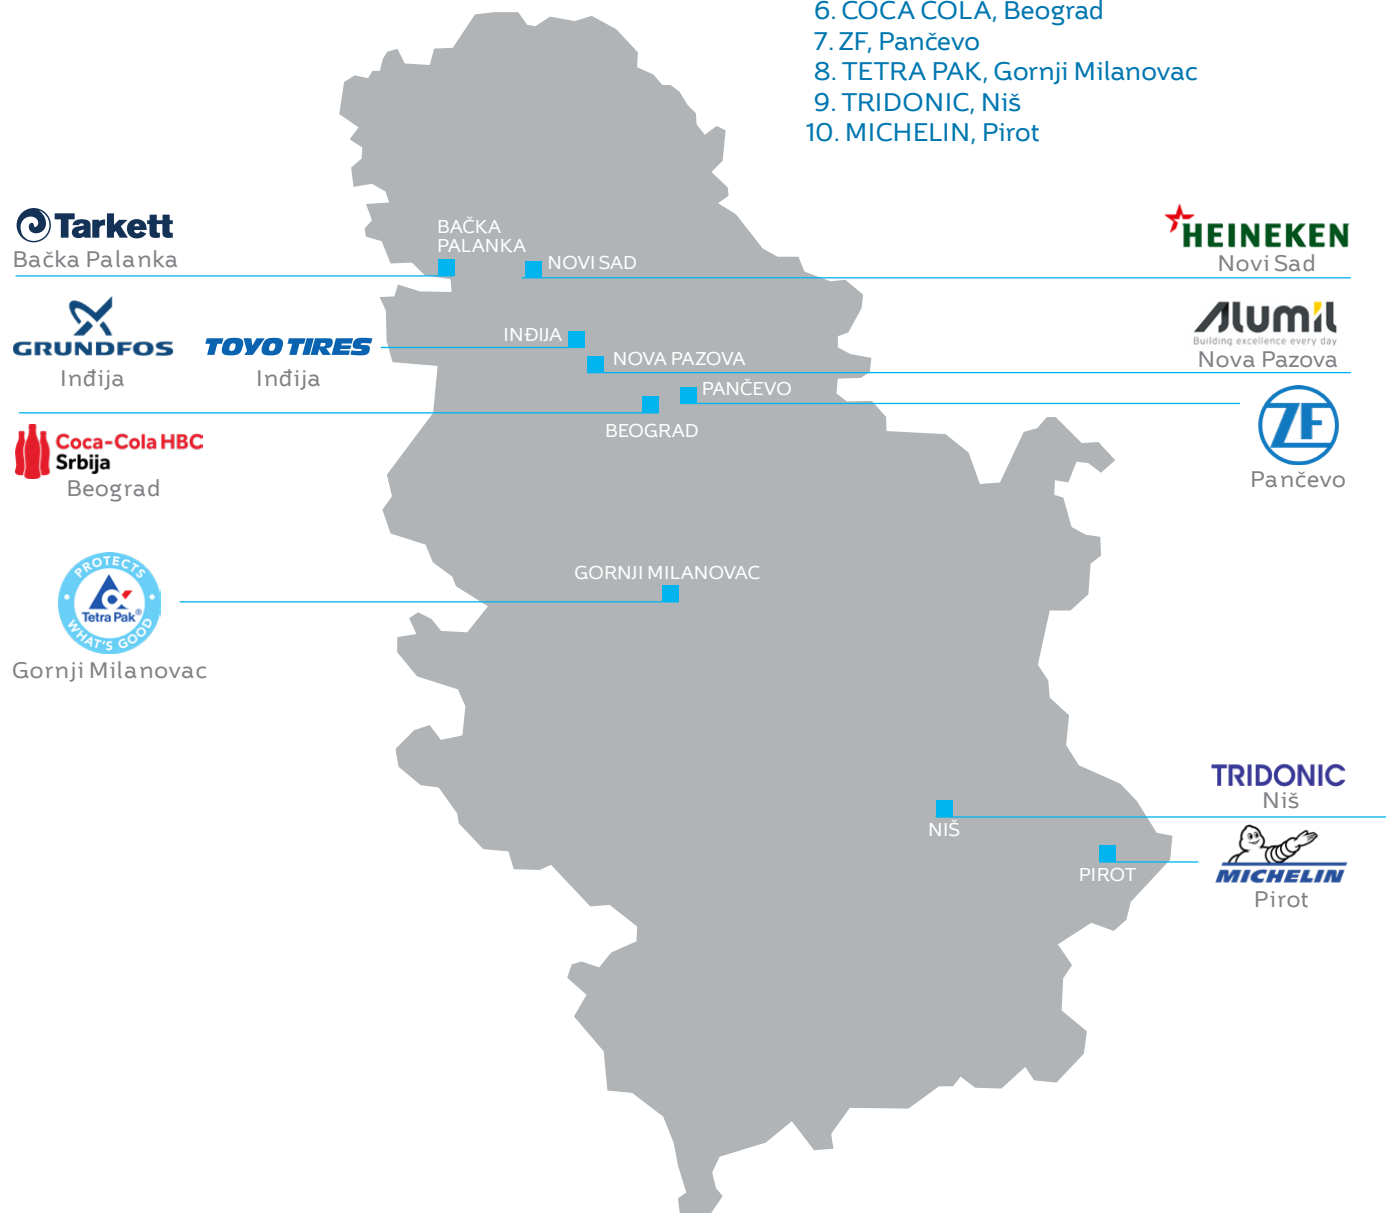 6. COCA COLA, Beograd
7. ZF, Pančevo
8. TETRA PAK, Gornji Milanovac
9. TRIDONIC, Niš
10. MICHELIN, Pirot
Tarkett
Bačka Palanka
BAČKA
PALANKA
NOVI SAD
HEINEKEN
Novi Sad
GRUNDFOS
Inđija
TOYO TIRES
Inđija
INĐIJA
NOVA PAZOVA
ALUMIL
Building excellence every day
Nova Pazova
PANČEVO
BEOGRAD
Coca-Cola HBC
Srbija
Beograd
ZF
Pančevo
GORNJI MILANOVAC
PROTECTS
Tetra Pak®
WHAT'S GOOD
Gornji Milanovac
TRIDONIC
Niš
NIŠ
PIROT
MICHELIN
Pirot